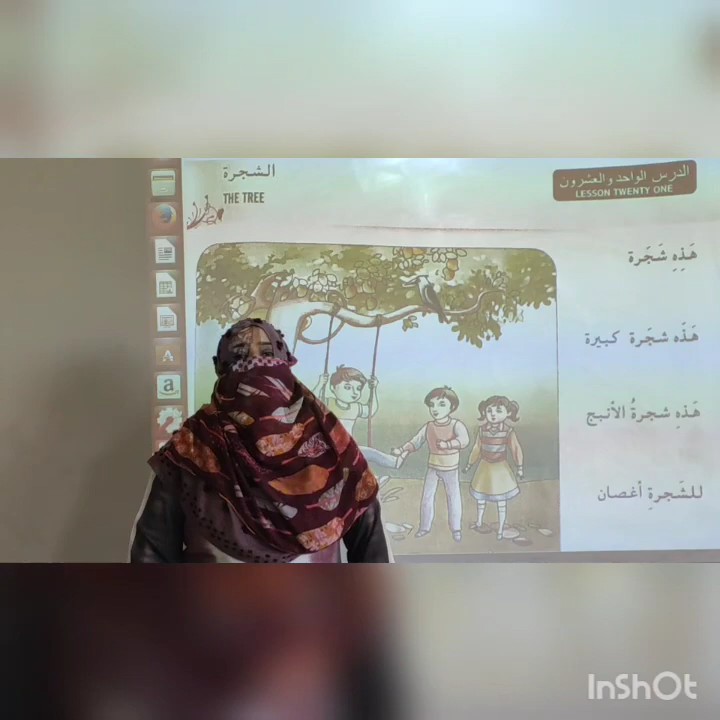 الشجرة
THE TREE
الدرس الواحد والعشرون
LESSON TWENTY ONE
هَذِه شَجَرة
هَذِه شجَرة كبيرة
هَذهِ شجرةُ الأنبج
للشَجرةِ أغصان
InShOt